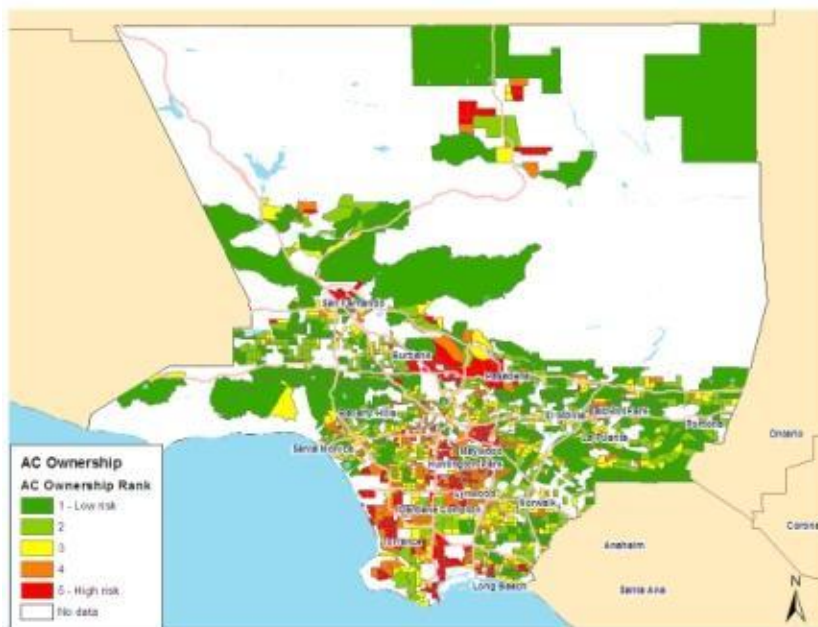 San Fernando
Burbank
Pasadena
Beverly Hills
El Monte
Baldwin Park
Pomona
La Puente
Ontario
Santa Monica
Maywood
Huntington Park
Lynwood
Norwalk
Compton
Torrance
Corona
Anaheim
Long Beach
Santa Ana
N
AC Ownership
AC Ownership Rank
1 - Low risk
2
3
4
5 - High risk
No data